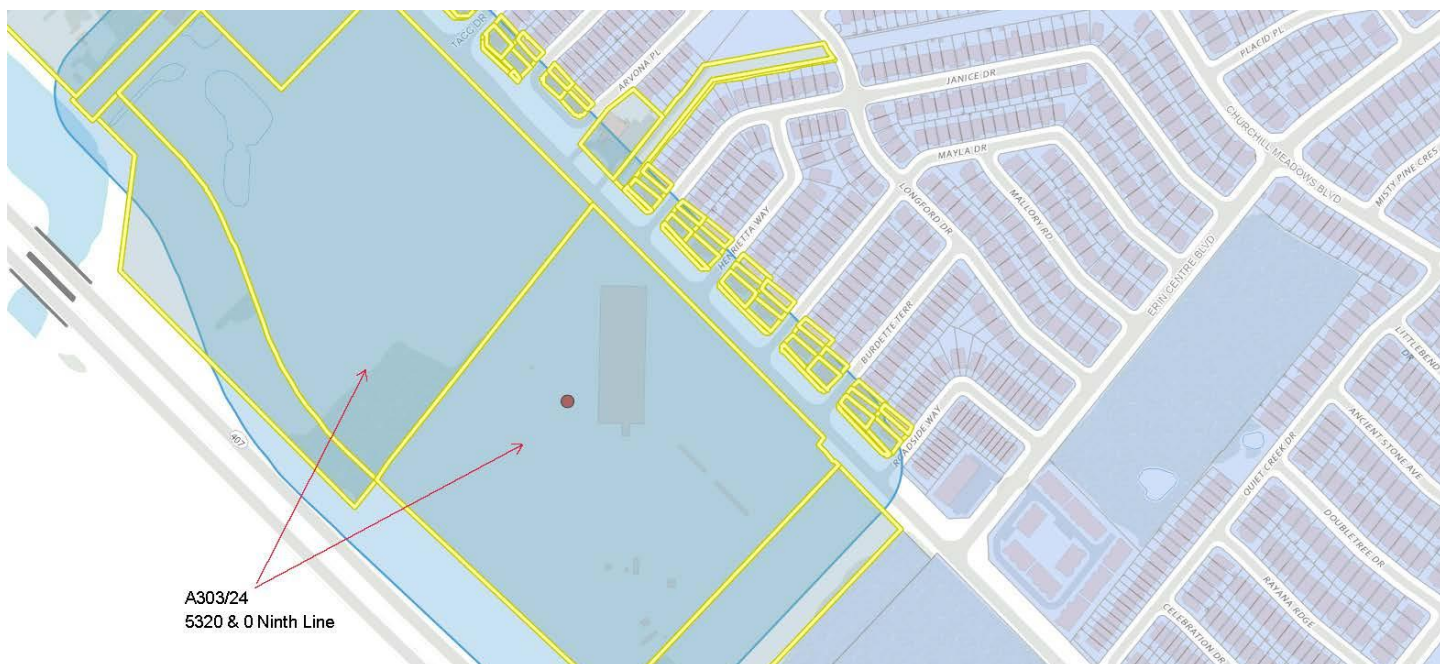 TACC DR
ARVONA PL
JANICE DR
PLACID PL
CHURCHILL MEADOWS BLVD
MAYLA DR
MISTY PINE CRES
LONGFORD DR
MALLORY RD
HENRIETTA WAY
ERIN CENTRE BLVD
BURDETTE TERR
LITTLEBEND DR
ROADSIDE WAY
ANCIENT STONE AVE
407
QUIET CREEK DR
DOUBLETREE DR
RAYANA RDGE
CELEBRATION DR
A303/24
5320 & 0 Ninth Line